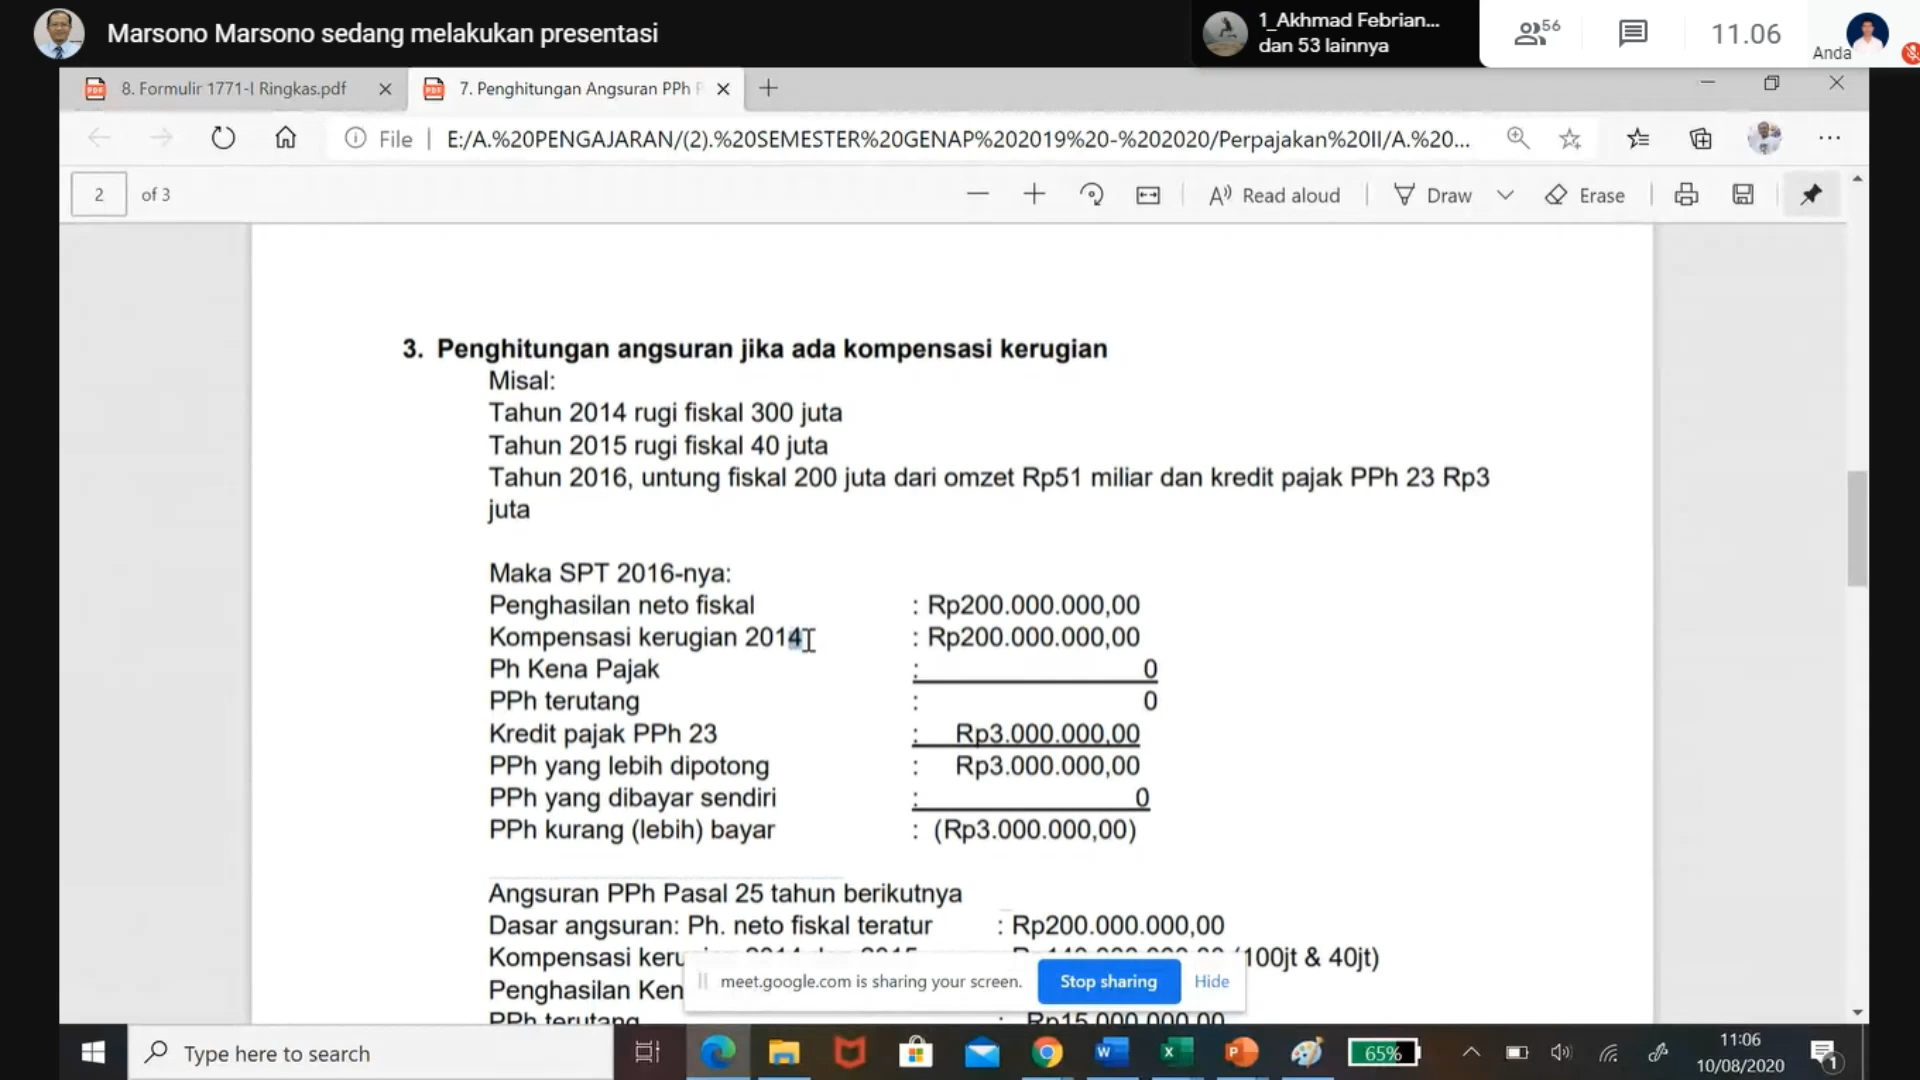 Marsono Marsono sedang melakukan presentasi
1_Akhmad Febrian...
dan 53 lainnya
56
11.06
Anda
8. Formulir 1771-I Ringkas.pdf
7. Penghitungan Angsuran PPh
File
E:/A.%20PENGAJARAN/(2).%20SEMESTER%20GENAP%202019%20-%202020/Perpajakan%20II/A.%20...
2 of 3
Read aloud
Draw
Erase
3. Penghitungan angsuran jika ada kompensasi kerugian
Misal:
Tahun 2014 rugi fiskal 300 juta
Tahun 2015 rugi fiskal 40 juta
Tahun 2016, untung fiskal 200 juta dari omzet Rp51 miliar dan kredit pajak PPh 23 Rp3
juta
Maka SPT 2016-nya:
Penghasilan neto fiskal : Rp200.000.000,00
Kompensasi kerugian 2014 : Rp200.000.000,00
Ph Kena Pajak : 0
PPh terutang : 0
Kredit pajak PPh 23 : Rp3.000.000,00
PPh yang lebih dipotong : Rp3.000.000,00
PPh yang dibayar sendiri : 0
PPh kurang (lebih) bayar : (Rp3.000.000,00)
Angsuran PPh Pasal 25 tahun berikutnya
Dasar angsuran: Ph. neto fiskal teratur : Rp200.000.000,00
(100jt & 40jt)
meet.google.com is sharing your screen.
Stop sharing
Hide
PPh terutang : Rp15.000.000,00
Type here to search
65%
11:06
10/08/2020
1